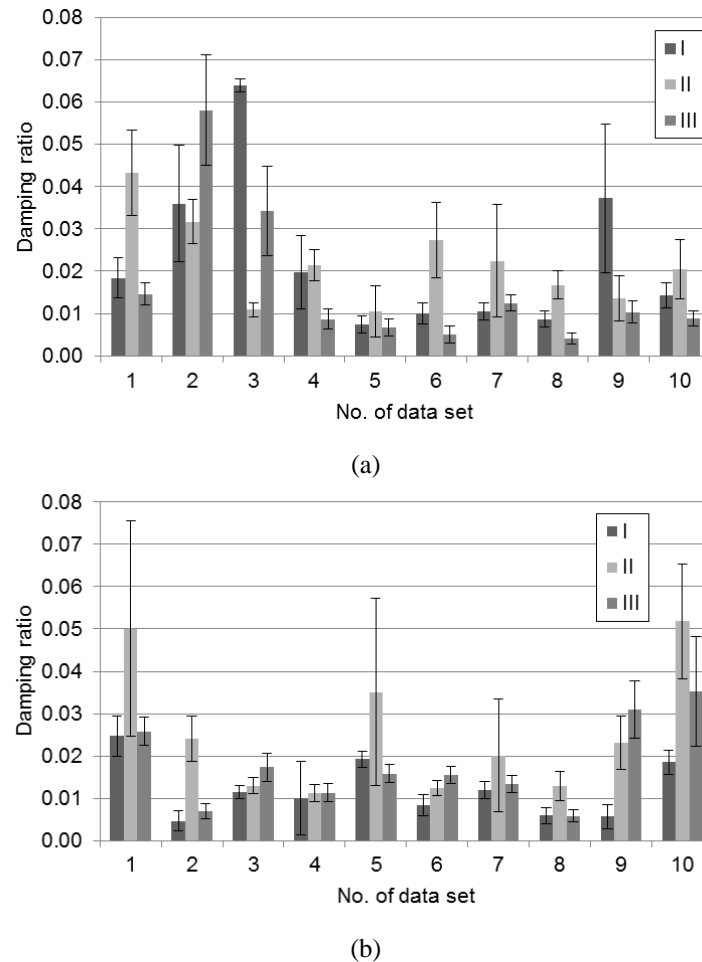 0.08
0.07
0.06
0.05
0.04
0.03
0.02
0.01
0.00
Damping ratio
I
II
III
1 2 3 4 5 6 7 8 9 10
No. of data set
(a)
0.08
0.07
0.06
0.05
0.04
0.03
0.02
0.01
0.00
Damping ratio
I
II
III
1 2 3 4 5 6 7 8 9 10
No. of data set
(b)